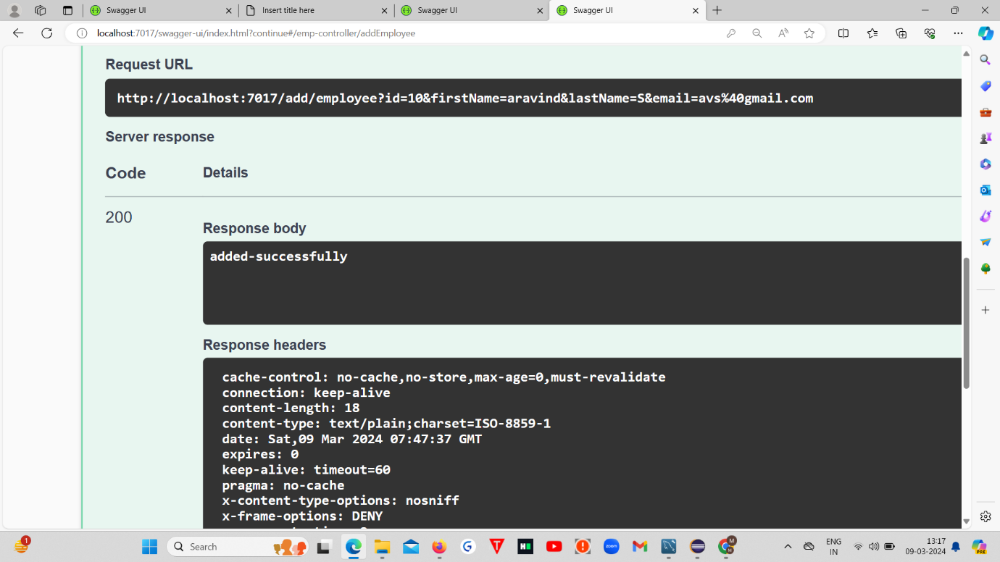 Swagger UI
Insert title here
Swagger UI
Swagger UI
localhost:7017/swagger-ui/index.html?continue#/emp-controller/addEmployee
Request URL
http://localhost:7017/add/employee?id=10&firstName=aravind&lastName=S&email=avs%40gmail.com
Server response
Code Details
200
Response body
added-successfully
Response headers
cache-control: no-cache,no-store,max-age=0,must-revalidate
connection: keep-alive
content-length: 18
content-type: text/plain;charset=ISO-8859-1
date: Sat,09 Mar 2024 07:47:37 GMT
expires: 0
keep-alive: timeout=60
pragma: no-cache
x-content-type-options: nosniff
x-frame-options: DENY
1
Search
zoom
M
M
ENG
IN
13:17
09-03-2024
PRE